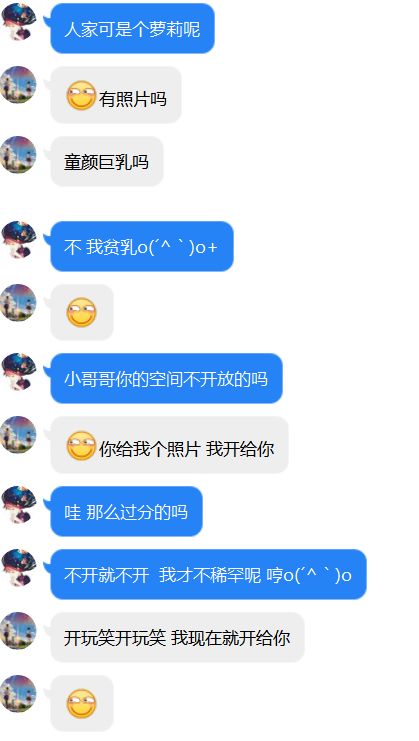 人家可是个萝莉呢
有照片吗
童颜巨乳吗
不 我贫乳o(´^｀)o+
小哥哥你的空间不开放的吗
你给我个照片 我开给你
哇 那么过分的吗
不开就不开 我才不稀罕呢 哼o(´^｀)o
开玩笑开玩笑 我现在就开给你